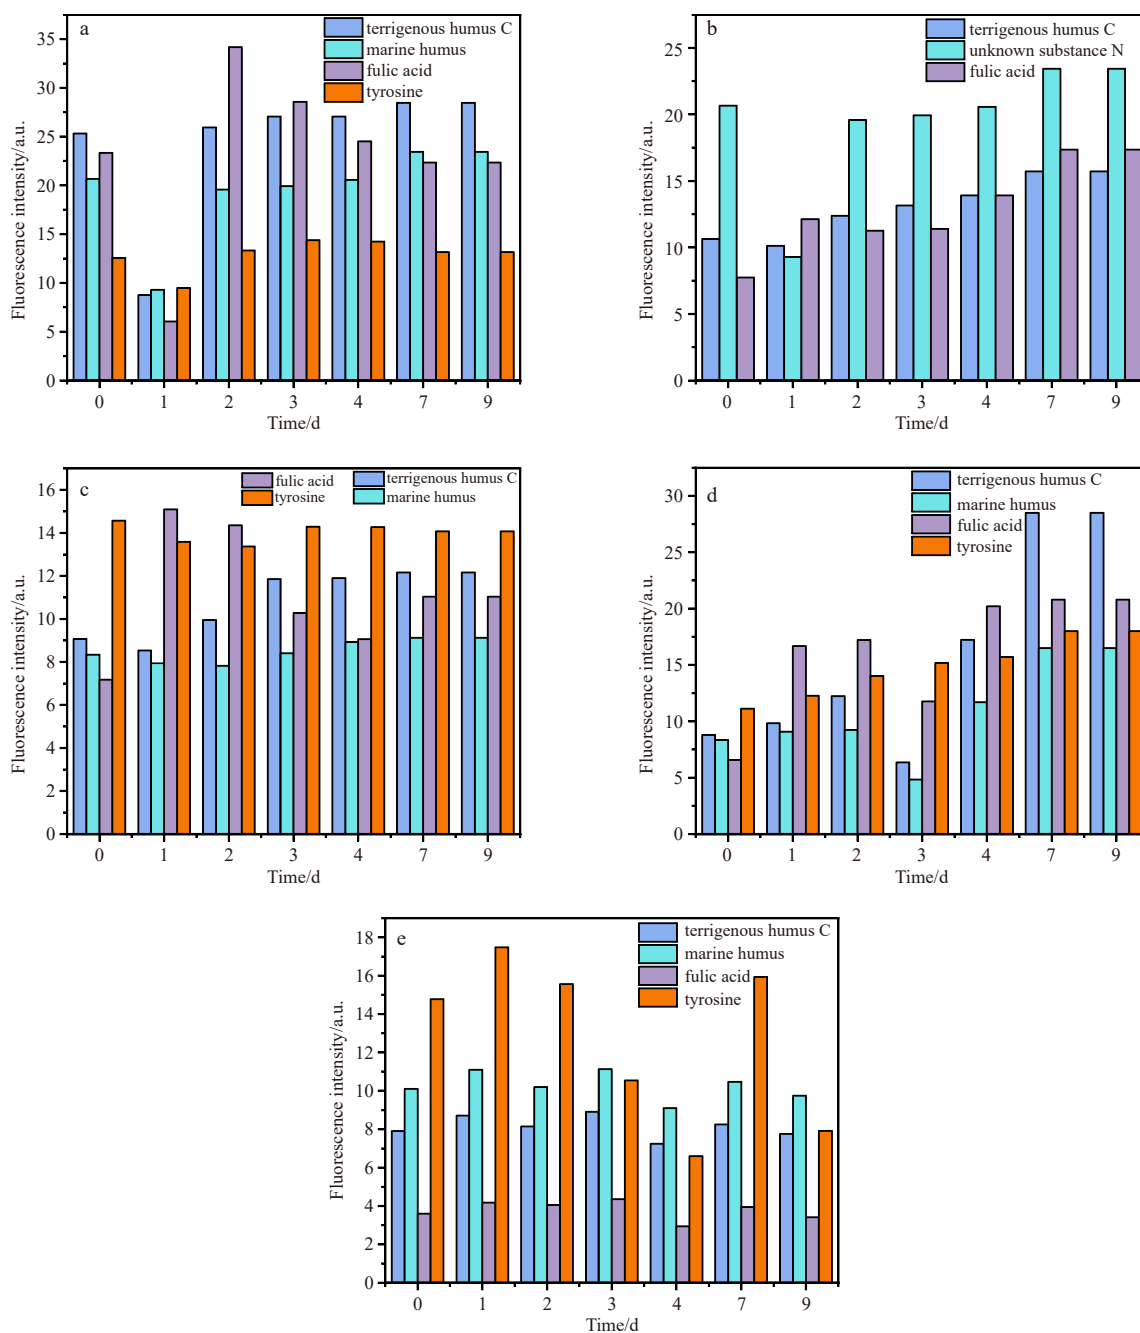 a
terrigenous humus C
marine humus
fulic acid
tyrosine
Fluorescence intensity/a.u.
35
30
25
20
15
10
5
0
0 1 2 3 4 7 9
Time/d
b
terrigenous humus C
unknown substance N
fulic acid
Fluorescence intensity/a.u.
25
20
15
10
5
0
0 1 2 3 4 7 9
Time/d
c
fulic acid terrigenous humus C
tyrosine marine humus
Fluorescence intensity/a.u.
16
14
12
10
8
6
4
2
0
0 1 2 3 4 7 9
Time/d
d
terrigenous humus C
marine humus
fulic acid
tyrosine
Fluorescence intensity/a.u.
30
25
20
15
10
5
0
0 1 2 3 4 7 9
Time/d
e
terrigenous humus C
marine humus
fulic acid
tyrosine
Fluorescence intensity/a.u.
18
16
14
12
10
8
6
4
2
0
0 1 2 3 4 7 9
Time/d